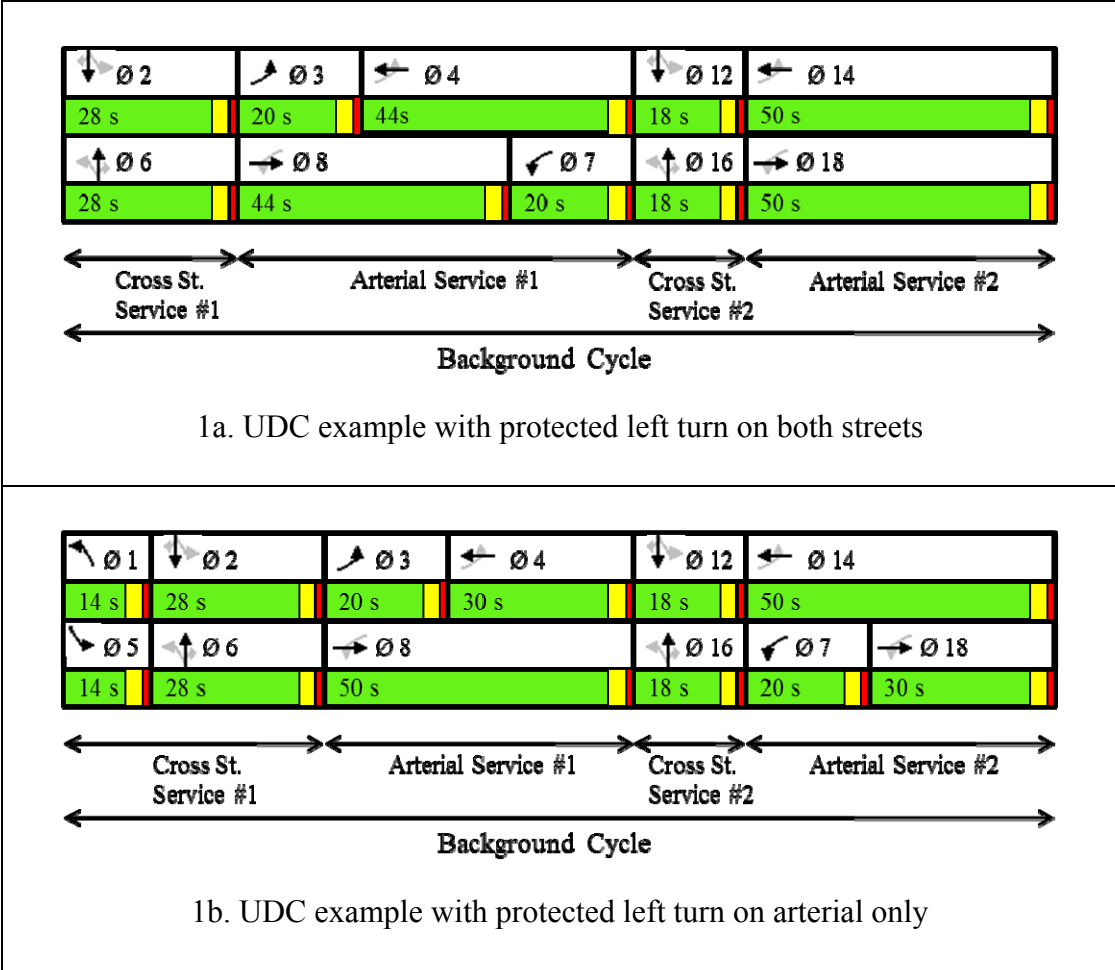 Ø 2 Ø 3 Ø 4 Ø 12 Ø 14
28 s 20 s 44s 18 s 50 s
Ø 6 Ø 8 Ø 7 Ø 16 Ø 18
28 s 44 s 20 s 18 s 50 s
Cross St. Arterial Service #1 Cross St. Arterial Service #2
Service #1 Service #2
Background Cycle
1a. UDC example with protected left turn on both streets
Ø 1 Ø 2 Ø 3 Ø 4 Ø 12 Ø 14
14 s 28 s 20 s 30 s 18 s 50 s
Ø 5 Ø 6 Ø 8 Ø 16 Ø 7 Ø 18
14 s 28 s 50 s 18 s 20 s 30 s
Cross St. Arterial Service #1 Cross St. Arterial Service #2
Service #1 Service #2
Background Cycle
1b. UDC example with protected left turn on arterial only